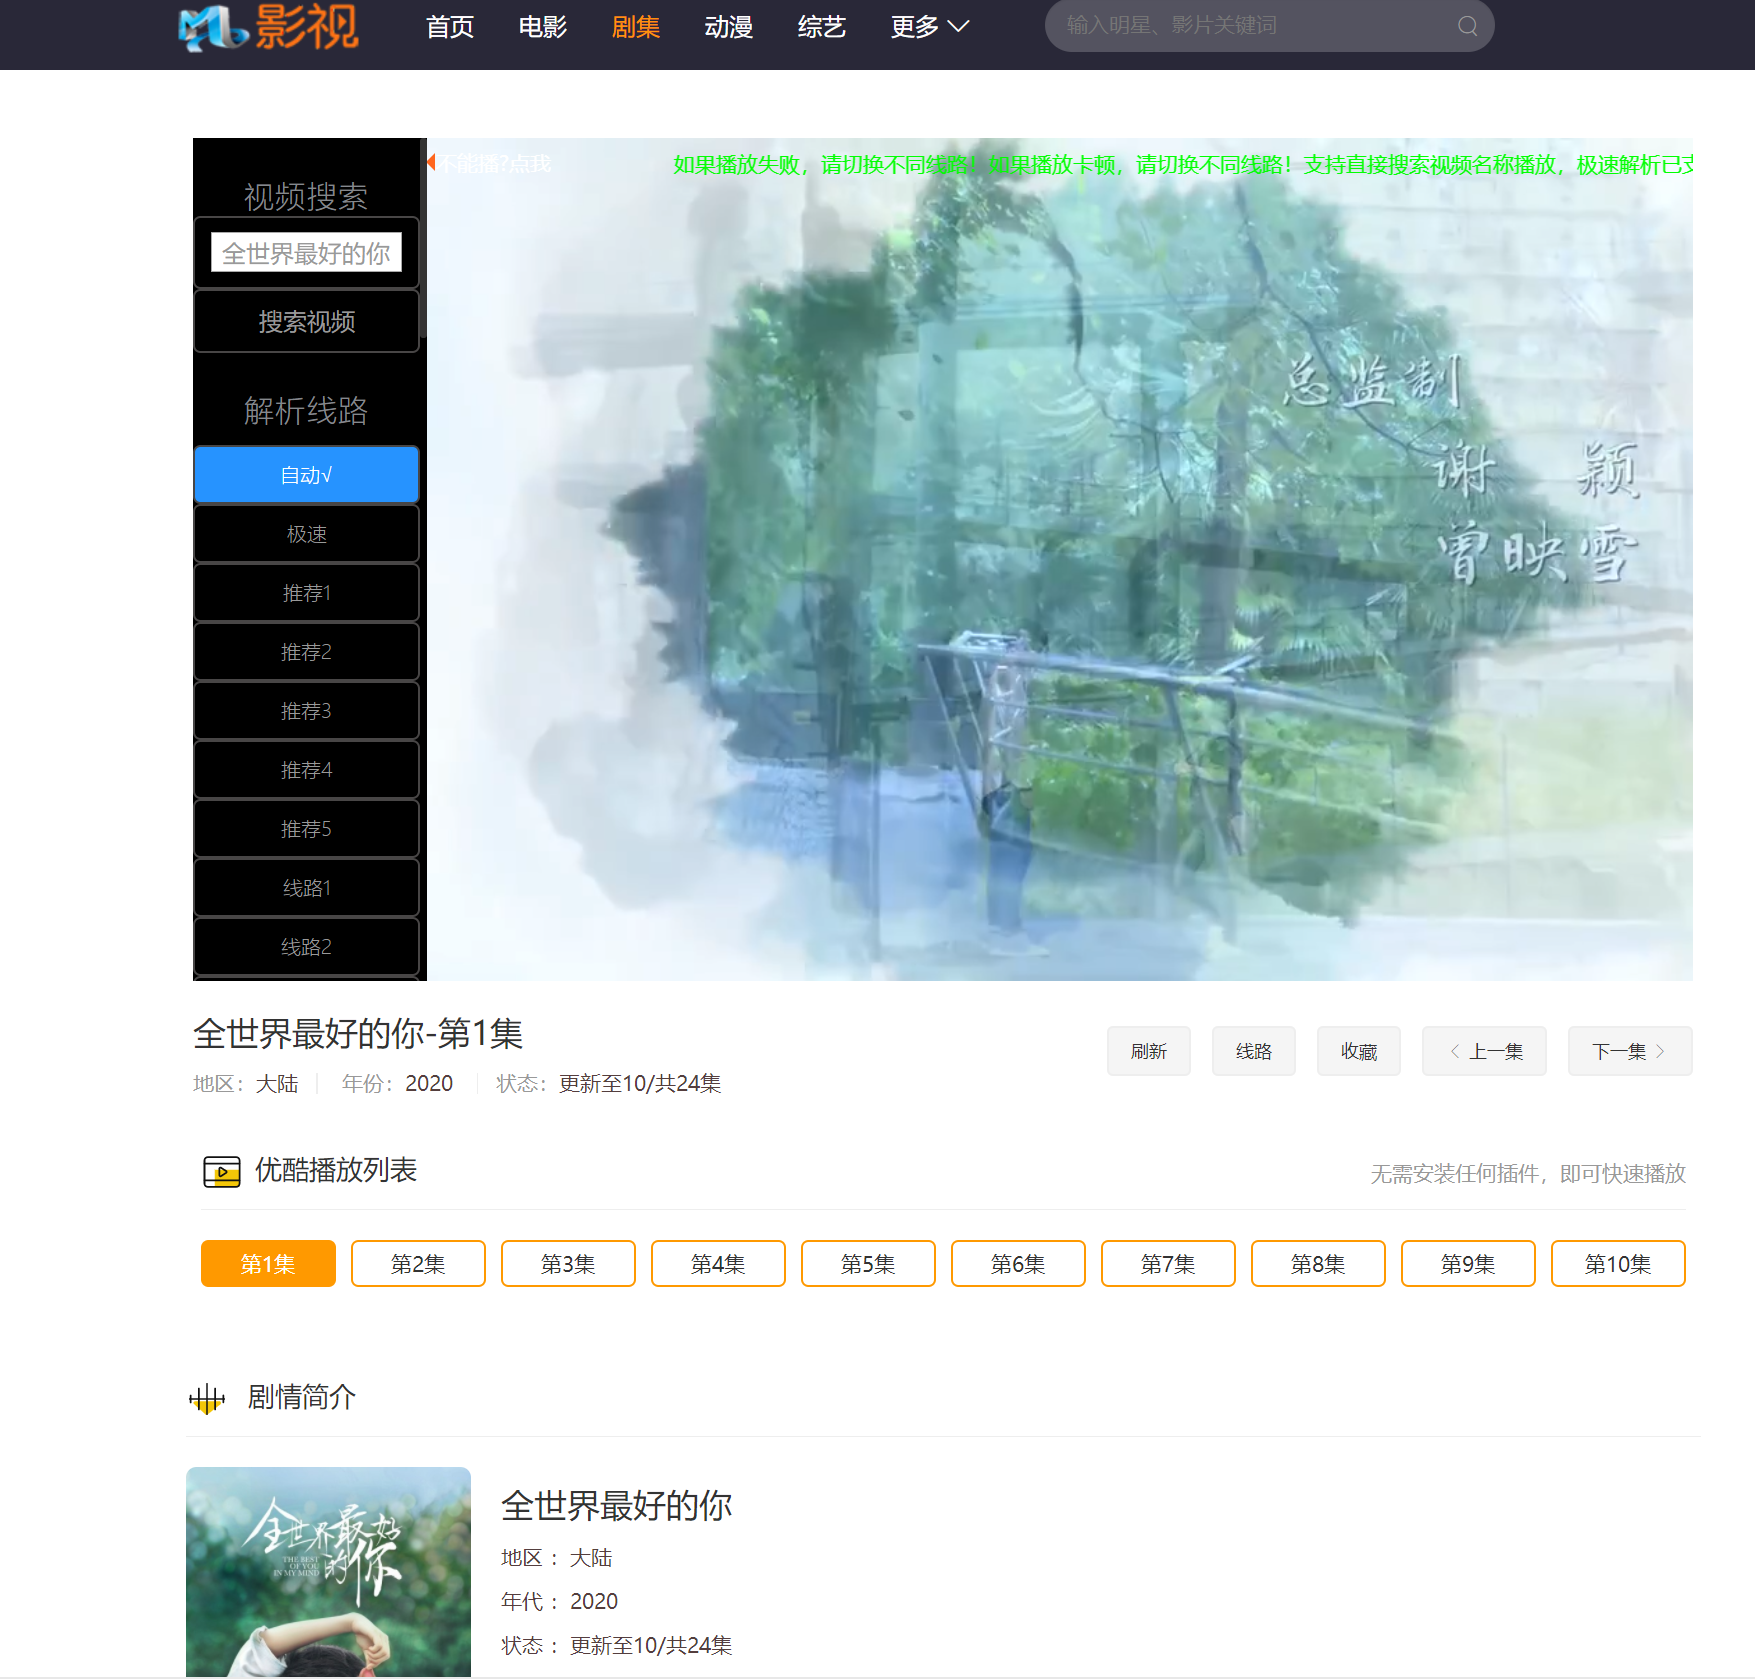 影视
首页
电影
剧集
动漫
综艺
更多
输入明星、影片关键词
视频搜索
全世界最好的你
搜索视频
解析线路
自动√
极速
推荐1
推荐2
推荐3
推荐4
推荐5
线路1
线路2
不能播?点我
如果播放失败，请切换不同线路！如果播放卡顿，请切换不同线路！支持直接搜索视频名称播放，极速解析已支
总监制
谢 颖
曾映雪
全世界最好的你-第1集
刷新
线路
收藏
上一集
下一集
地区：大陆
年份：2020
状态：更新至10/共24集
优酷播放列表
无需安装任何插件，即可快速播放
第1集
第2集
第3集
第4集
第5集
第6集
第7集
第8集
第9集
第10集
剧情简介
全世界最好的你
THE BEST
OF YOU
IN MY MIND
全世界最好的你
地区 ：大陆
年代 ：2020
状态 ：更新至10/共24集